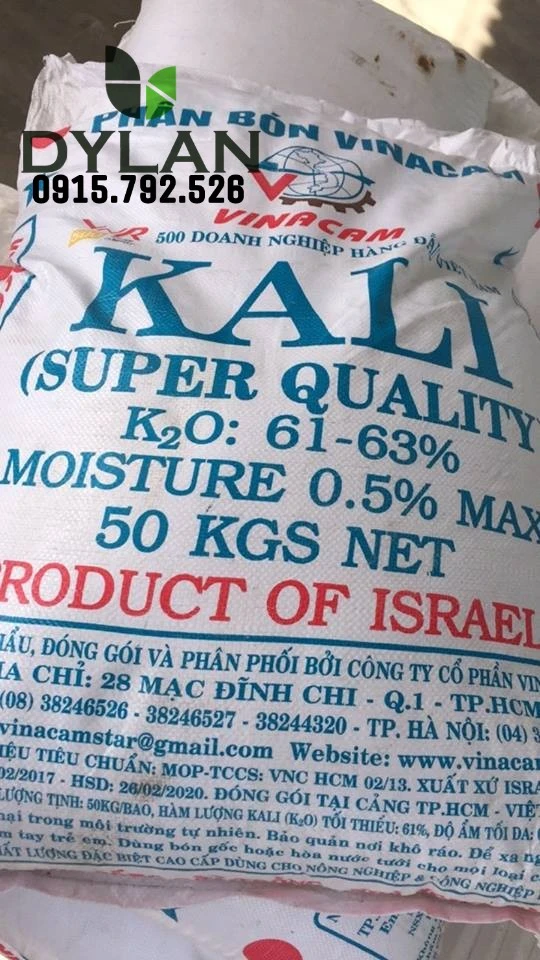 PHÂN BÓN VINACAM
DYLAN
0915.792.526
VINACAM
500 DOANH NGHIỆP HÀNG ĐẦU
VIỆT NAM
KALI
(SUPER QUALITY
K₂O: 61-63%
MOISTURE 0.5% MAX
50 KGS NET
PRODUCT OF ISRAEL
ĐÓNG GÓI VÀ PHÂN PHỐI BỞI CÔNG TY CỔ PHẦN
CHỈ: 28 MẠC ĐĨNH CHI - Q.1 - TP.HCM
(08) 38246526 - 38246527 - 38244320 - TP. HÀ NỘI: (04)
vinacamstar@gmail.com Website: www.vinacam
TIÊU CHUẨN: MOP-TCCS: VNC HCM 02/13. XUẤT XỨ
02/2017 - HSD: 26/02/2020. ĐÓNG GÓI TẠI CẢNG TP.HCM -
LƯỢNG TỊNH: 50KG/BAO, HÀM LƯỢNG KALI (K₂O) TỐI THIỂU: 61%, ĐỘ ẨM TỐI ĐA:
hại trong môi trường tự nhiên. Bảo quản nơi khô ráo. Để xa
tay trẻ em. Dùng bón gốc hoặc hòa nước tưới cho mọi loại
CHẤT LƯỢNG ĐẶC BIỆT CAO CẤP DÙNG CHO NÔNG NGHIỆP & CÔNG NGHIỆP